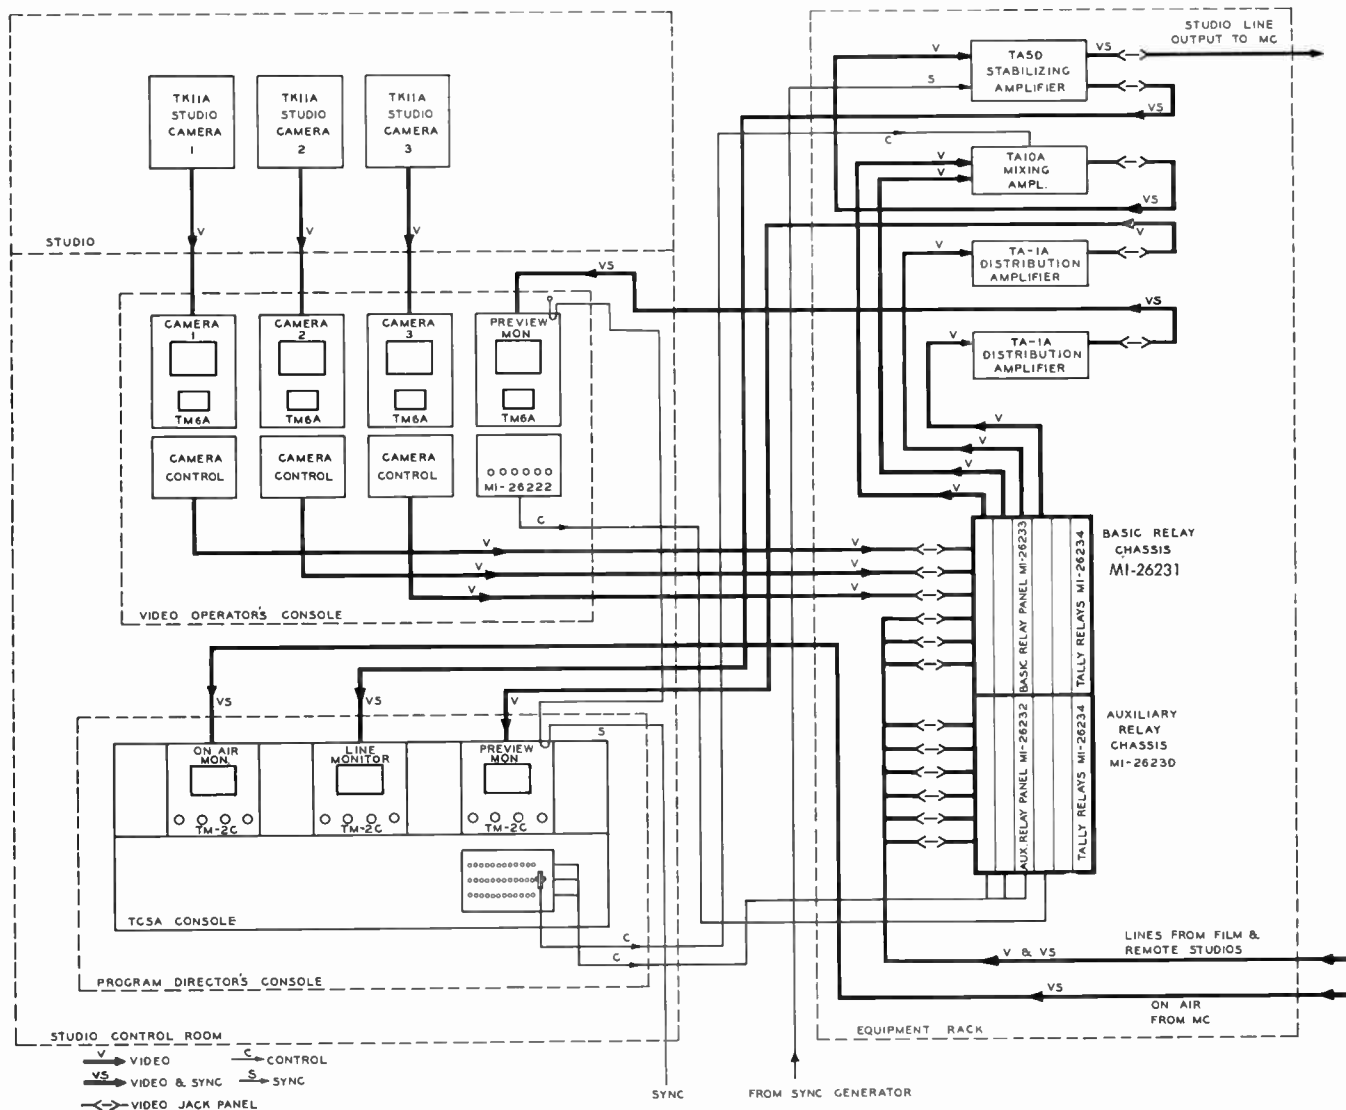 STUDIO LINE
OUTPUT TO MC
V
VS
TA5D
STABILIZING
AMPLIFIER
S
VS
C
TK11A
STUDIO
CAMERA
1
TK11A
STUDIO
CAMERA
2
TK11A
STUDIO
CAMERA
3
V
V
TA10A
MIXING
AMPL.
VS
V
V
V
V
V
STUDIO
TA-1A
DISTRIBUTION
AMPLIFIER
VS
VS
CAMERA
1
TM6A
CAMERA
2
TM6A
CAMERA
3
TM6A
PREVIEW
MON
TM6A
V
TA-1A
DISTRIBUTION
AMPLIFIER
V
V
V
V
CAMERA
CONTROL
CAMERA
CONTROL
CAMERA
CONTROL
MI-26222
C
V
V
V
V
V
V
BASIC RELAY PANEL MI-26233
TALLY RELAYS MI-26234
BASIC RELAY
CHASSIS
MI-26231
VIDEO OPERATOR'S CONSOLE
VS
VS
V
AUX. RELAY PANEL MI-26232
TALLY RELAYS MI-26234
AUXILIARY
RELAY
CHASSIS
MI-26230
S
ON AIR
MON.
TM-2C
LINE
MONITOR
TM-2C
PREVIEW
MON
TM-2C
TC5A CONSOLE
C
C
LINES FROM FILM &
REMOTE STUDIOS
V & VS
PROGRAM DIRECTOR'S CONSOLE
VS
ON AIR
FROM MC
STUDIO CONTROL ROOM
EQUIPMENT RACK
V VIDEO
C CONTROL
VS VIDEO & SYNC
S SYNC
VIDEO JACK PANEL
SYNC
FROM SYNC GENERATOR